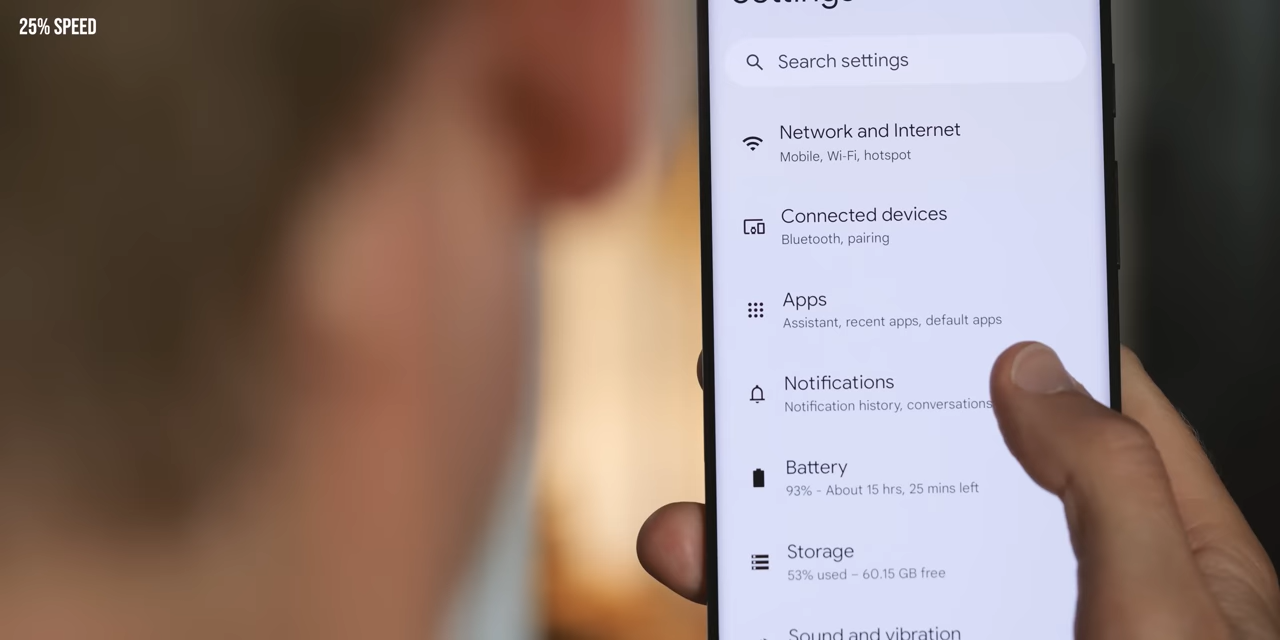 25% SPEED
Settings
Search settings
Network and Internet
Mobile, Wi-Fi, hotspot
Connected devices
Bluetooth, pairing
Apps
Assistant, recent apps, default apps
Notifications
Notification history, conversations
Battery
93% - About 15 hrs, 25 mins left
Storage
53% used – 60.15 GB free
Sound and vibration